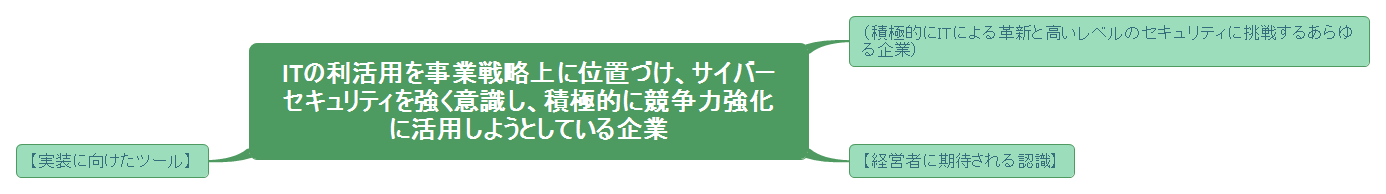 （積極的にITによる革新と高いレベルのセキュリティに挑戦するあらゆ
る企業）
ITの利活用を事業戦略上に位置づけ、サイバー
セキュリティを強く意識し、積極的に競争力強化
に活用しようとしている企業
【実装に向けたツール】
【経営者に期待される認識】